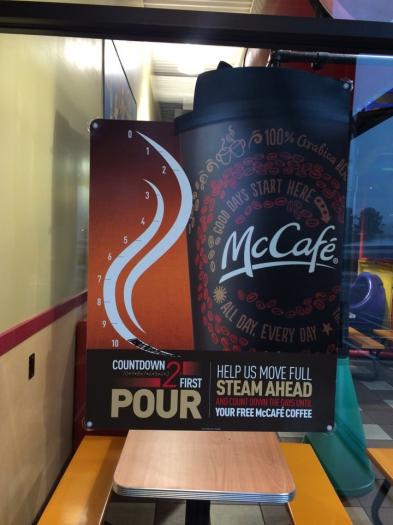 0
1
2
3
4
5
6
7
8
9
10
100% Arabica
GOOD DAYS START HERE
McCafé®
ALL DAY, EVERY DAY
COUNTDOWN
2 FIRST
POUR
HELP US MOVE FULL
STEAM AHEAD
AND COUNT DOWN THE DAYS UNTIL
YOUR FREE McCAFÉ COFFEE